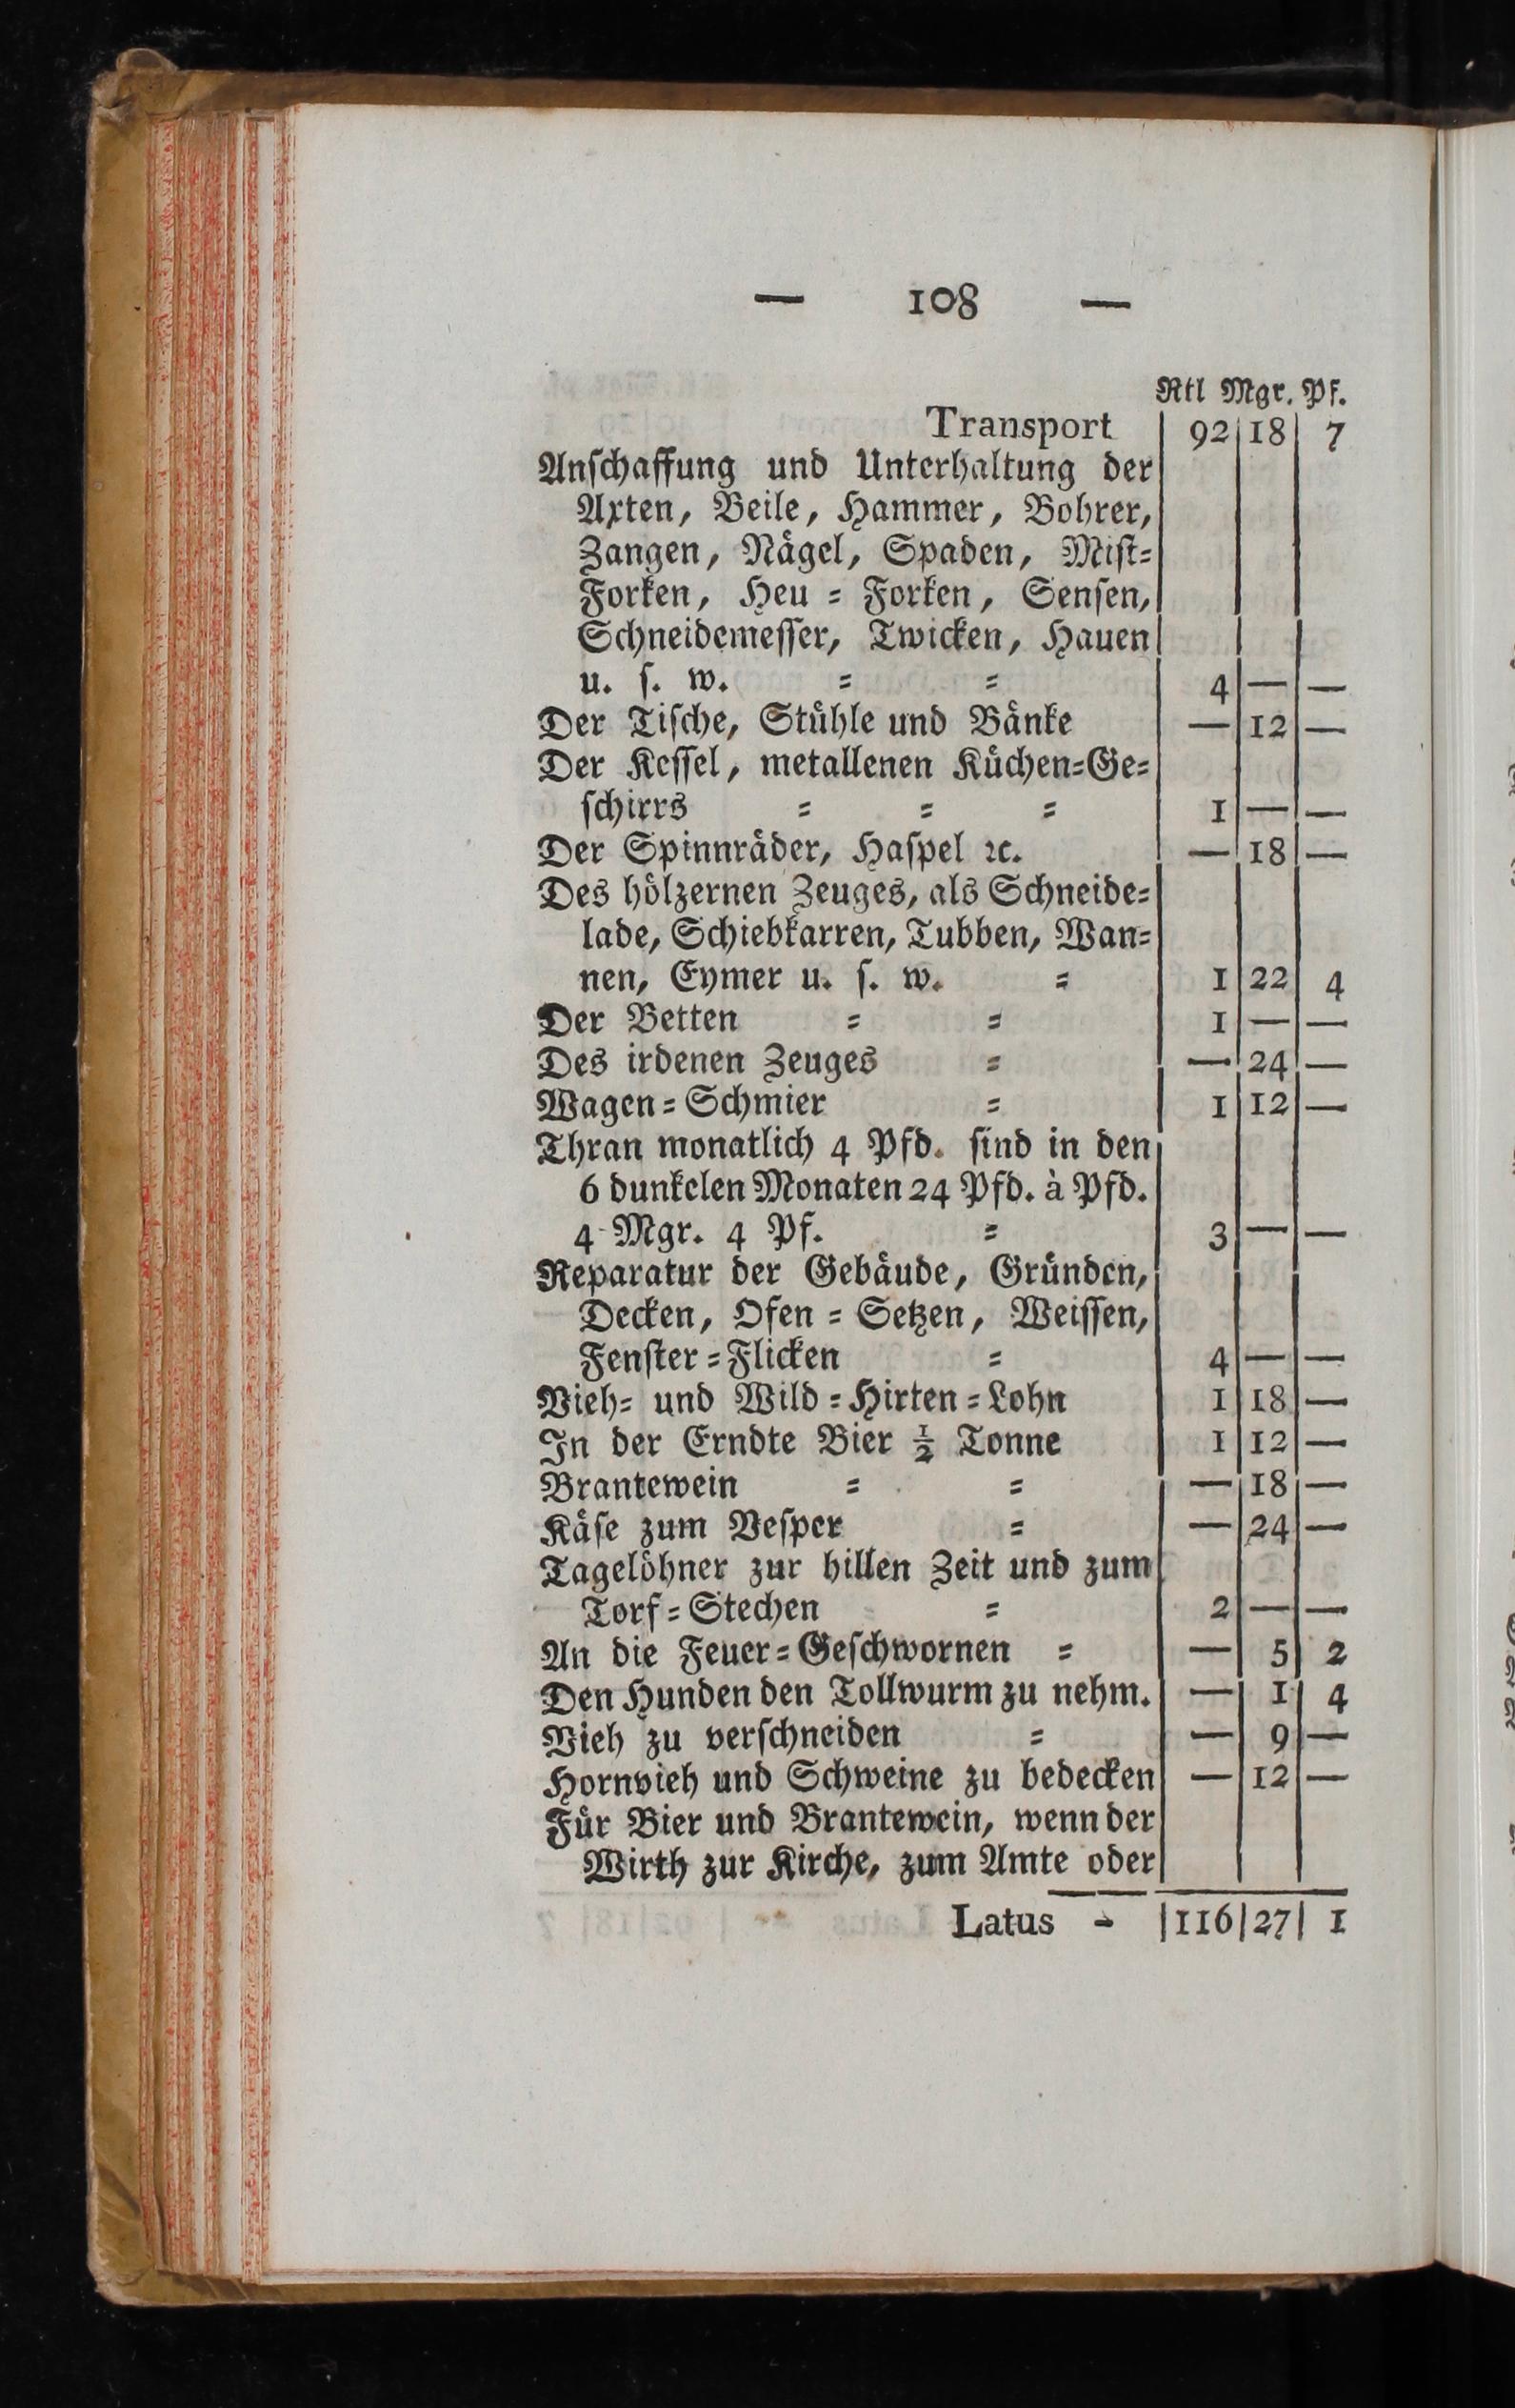 — 108 —
Rtl Mgr. Pf.
Transport | 92 | 18 | 7
Anſchaffung und Unterhaltung der
Axten, Beile, Hammer, Bohrer,
Zangen, Nägel, Spaden, Miſt=
Forken, Heu = Forken, Senſen,
Schneidemeſſer, Twicken, Hauen
u. ſ. w. = = | 4 | — | —
Der Tiſche, Stühle und Bänke | — | 12 | —
Der Keſſel, metallenen Küchen=Ge=
ſchirrs = = = | 1 | — | —
Der Spinnräder, Haſpel ꝛc. | — | 18 | —
Des hölzernen Zeuges, als Schneide=
lade, Schiebkarren, Tubben, Wan=
nen, Eymer u. ſ. w. = | 1 | 22 | 4
Der Betten = = | 1 | — | —
Des irdenen Zeuges = | — | 24 | —
Wagen=Schmier = | 1 | 12 | —
Thran monatlich 4 Pfd. ſind in den
6 dunkelen Monaten 24 Pfd. à Pfd.
4 Mgr. 4 Pf. = | 3 | — | —
Reparatur der Gebäude, Gründen,
Decken, Ofen = Setzen, Weiſſen,
Fenſter=Flicken = | 4 | — | —
Vieh= und Wild=Hirten=Lohn | 1 | 18 | —
In der Erndte Bier ½ Tonne | 1 | 12 | —
Brantewein = = | — | 18 | —
Käſe zum Veſper = | — | 24 | —
Tagelöhner zur hillen Zeit und zum
Torf=Stechen = | 2 | — | —
An die Feuer=Geſchwornen = | — | 5 | 2
Den Hunden den Tollwurm zu nehm. | — | 1 | 4
Vieh zu verſchneiden = | — | 9 | —
Hornvieh und Schweine zu bedecken | — | 12 | —
Für Bier und Brantewein, wenn der
Wirth zur Kirche, zum Amte oder
Latus - | 116 | 27 | 1